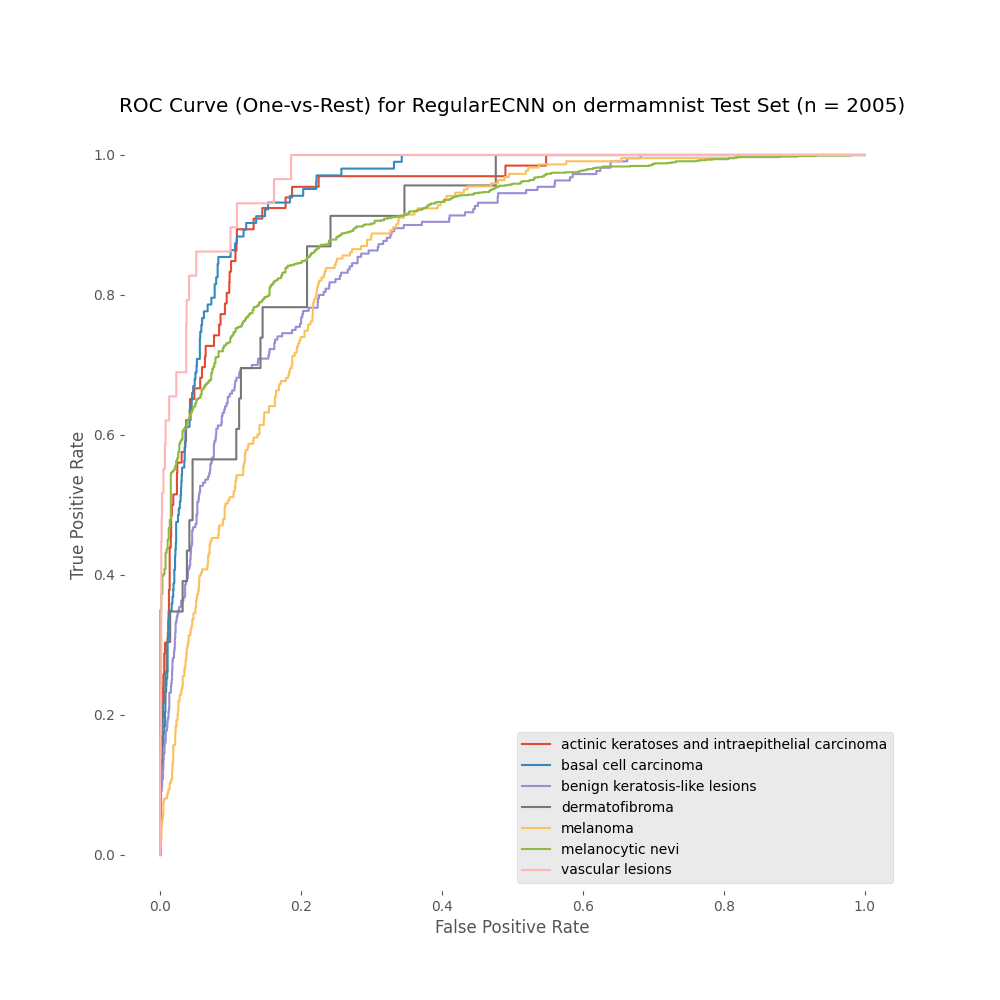 ROC Curve (One-vs-Rest) for RegularECNN on dermamnist Test Set (n = 2005)
1.0
0.8
0.6
0.4
0.2
0.0
True Positive Rate
0.0 0.2 0.4 0.6 0.8 1.0
False Positive Rate
actinic keratoses and intraepithelial carcinoma
basal cell carcinoma
benign keratosis-like lesions
dermatofibroma
melanoma
melanocytic nevi
vascular lesions